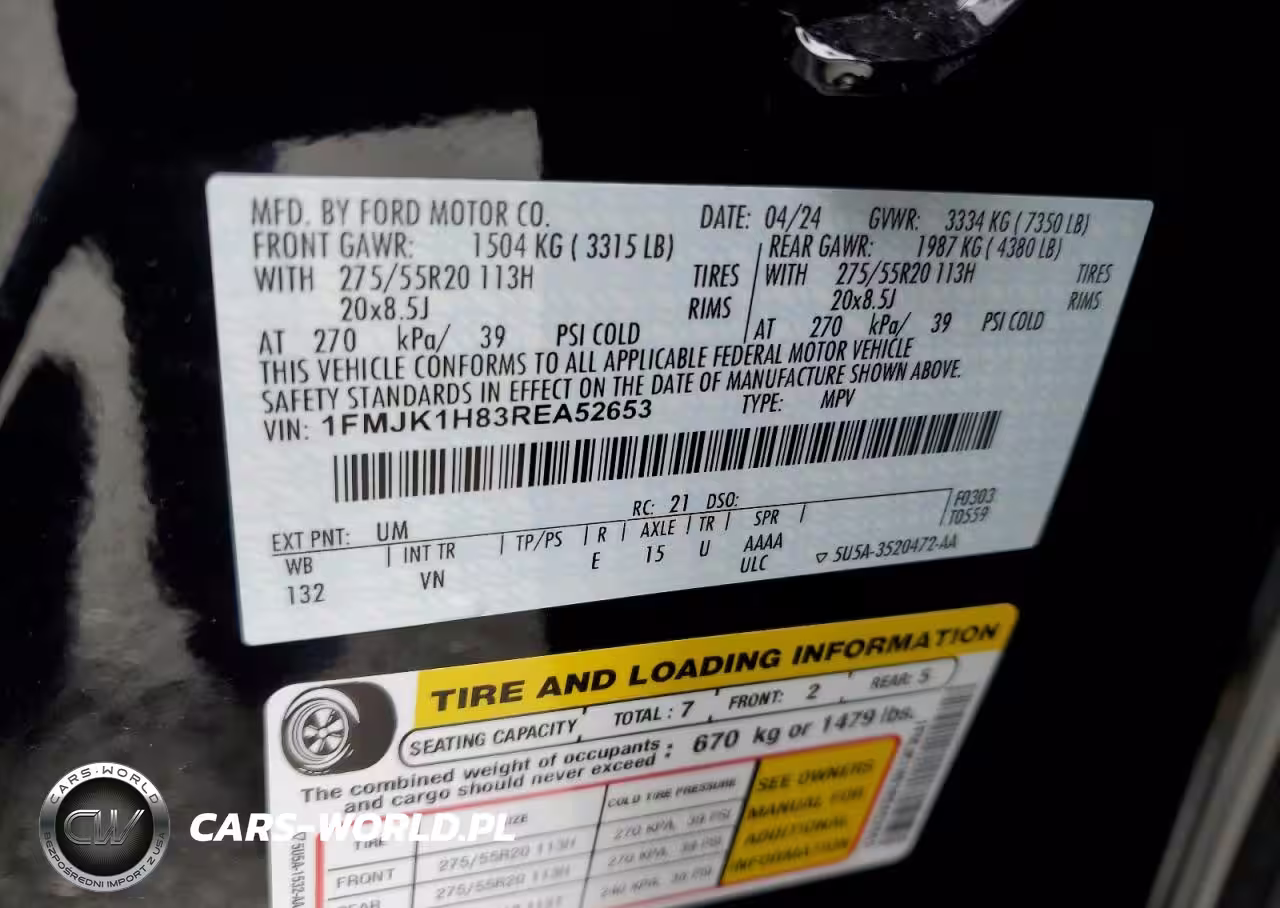 MFD. BY FORD MOTOR CO. DATE: 04/24 GVWR: 3334 KG (7350 LB)
FRONT GAWR: 1504 KG (3315 LB) REAR GAWR: 1987 KG (4380 LB)
WITH 275/55R20 113H TIRES WITH 275/55R20 113H TIRES
20x8.5J RIMS 20x8.5J RIMS
AT 270 kPa/ 39 PSI COLD AT 270 kPa/ 39 PSI COLD
THIS VEHICLE CONFORMS TO ALL APPLICABLE FEDERAL MOTOR VEHICLE
SAFETY STANDARDS IN EFFECT ON THE DATE OF MANUFACTURE SHOWN ABOVE.
VIN: 1FMJK1H83REA52653 TYPE: MPV
RC: 21 DSO: F0303
EXT PNT: UM T0559
WB INT TR TP/PS R AXLE TR SPR
132 VN E 15 U AAAA
ULC ▽ 5U5A-3520472-AA
TIRE AND LOADING INFORMATION
SEATING CAPACITY TOTAL : 7 FRONT: 2 REAR: 5
The combined weight of occupants : 670 kg or 1479 lbs.
and cargo should never exceed
TIRE COLD TIRE PRESSURE
SEE OWNERS
MANUAL FOR
ADDITIONAL
INFORMATION
FRONT 275/55R20 113H 270 KPA, 39 PSI
275/55R20 113H 270 KPA, 39 PSI
CARS-WORLD
CW
BEZPOŚREDNI IMPORT Z USA
CARS-WORLD.PL